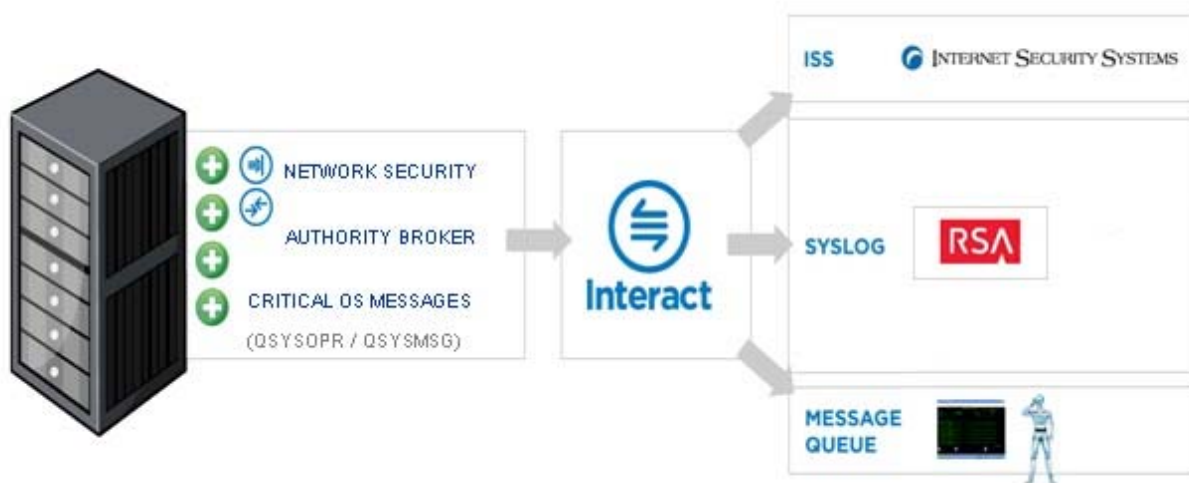 NETWORK SECURITY
AUTHORITY BROKER
CRITICAL OS MESSAGES
(QSYSOPR / QSYSMSG)
Interact
ISS
INTERNET SECURITY SYSTEMS
SYSLOG
RSA
MESSAGE
QUEUE